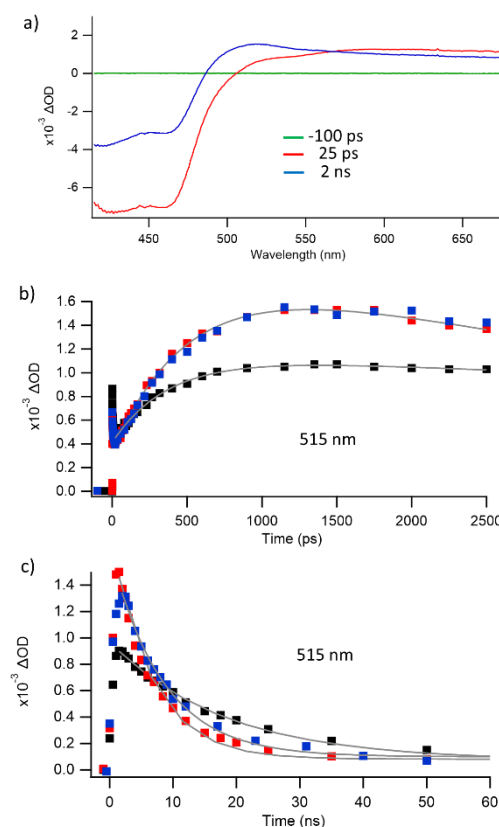 a)
x10⁻³ ΔOD
2
0
-2
-4
-6
-100 ps
25 ps
2 ns
450 500 550 600 650
Wavelength (nm)
b)
x10⁻³ ΔOD
1.6
1.4
1.2
1.0
0.8
0.6
0.4
0.2
0.0
515 nm
0 500 1000 1500 2000 2500
Time (ps)
c)
x10⁻³ ΔOD
1.4
1.2
1.0
0.8
0.6
0.4
0.2
0.0
515 nm
0 10 20 30 40 50 60
Time (ns)